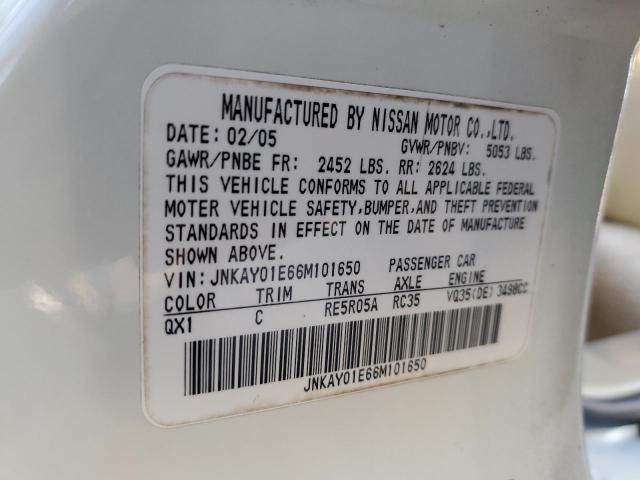 MANUFACTURED BY NISSAN MOTOR CO.,LTD.
DATE: 02/05 GVWR/PNBV: 5053 LBS.
GAWR/PNBE FR: 2452 LBS. RR: 2624 LBS.
THIS VEHICLE CONFORMS TO ALL APPLICABLE FEDERAL
MOTER VEHICLE SAFETY,BUMPER,AND THEFT PREVENTION
STANDARDS IN EFFECT ON THE DATE OF MANUFACTURE
SHOWN ABOVE.
VIN: JNKAY01E66M101650 PASSENGER CAR
COLOR TRIM TRANS AXLE ENGINE
QX1 C RE5R05A RC35 VQ35(DE) 3498CC
JNKAY01E66M101650